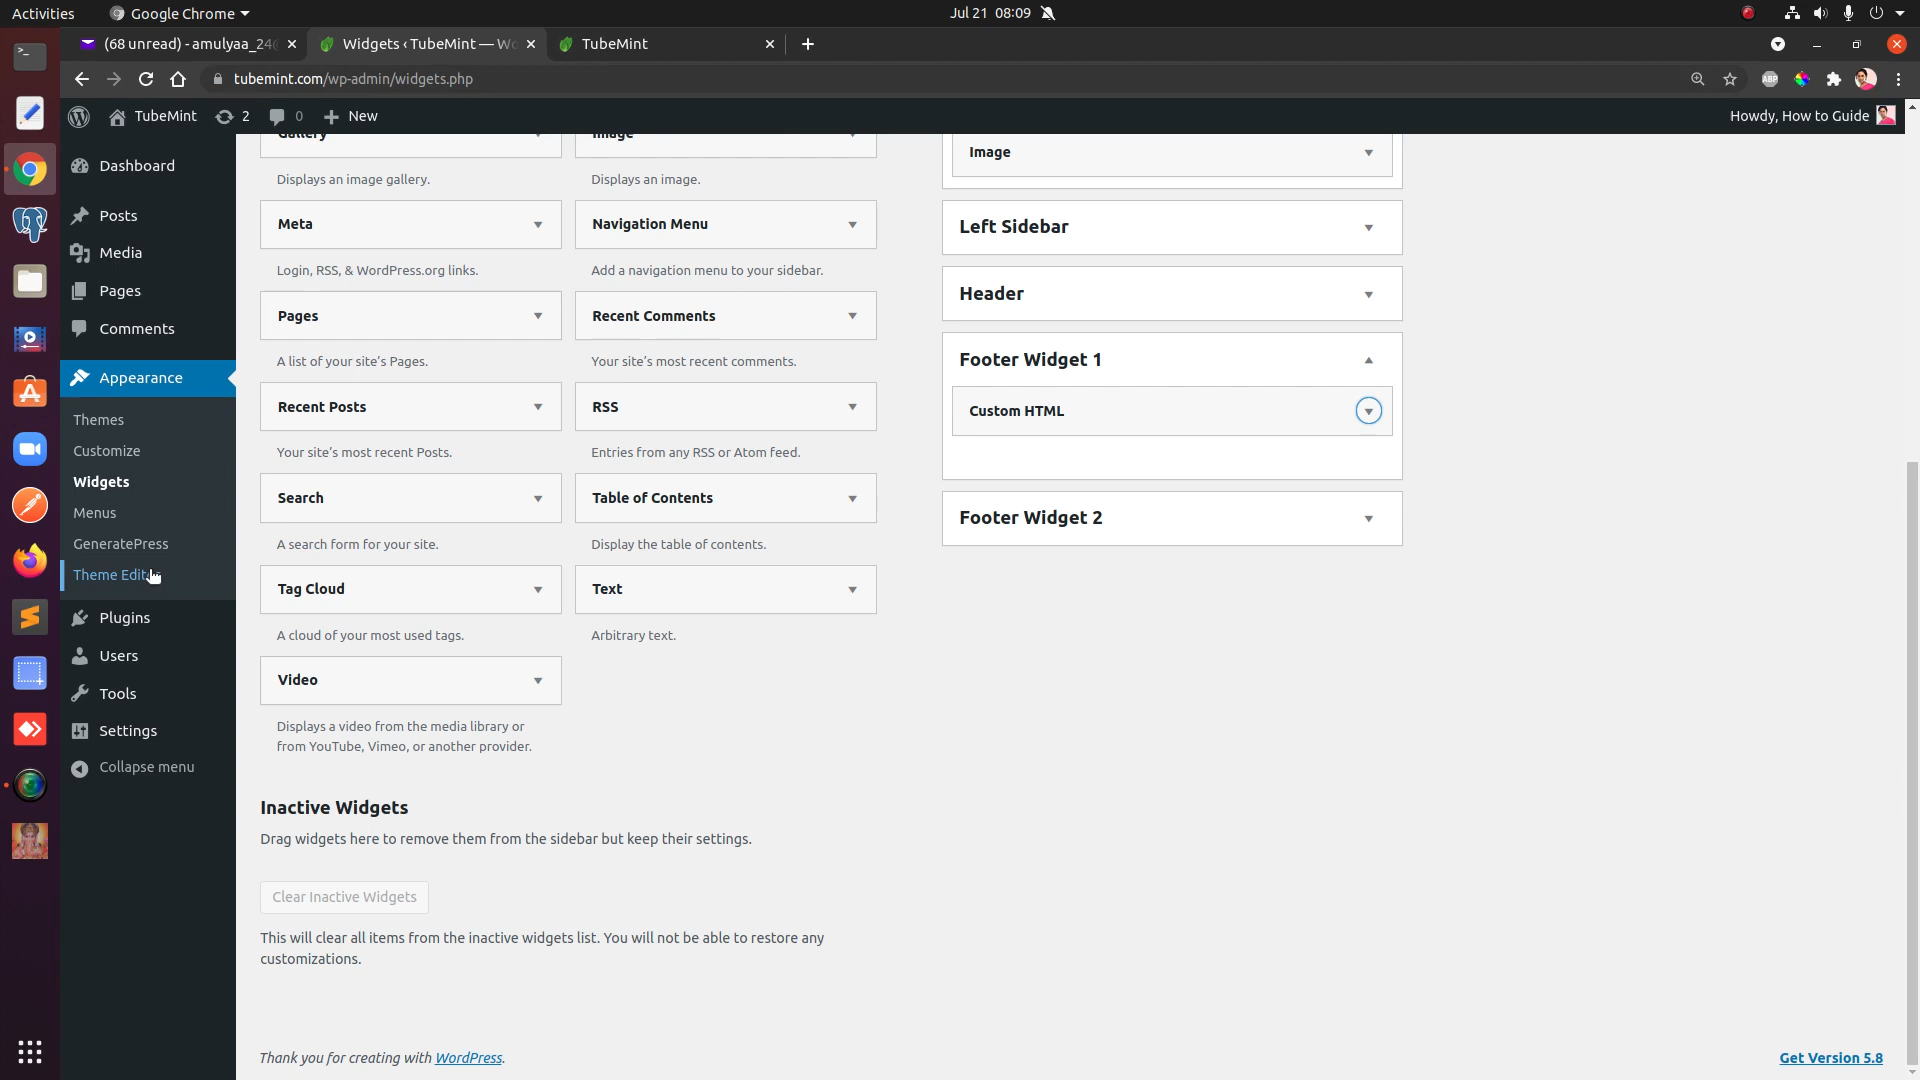 Activities
Google Chrome
Jul 21 08:09
(68 unread) - amulyaa_24
Widgets ‹ TubeMint — Wo
TubeMint
tubemint.com/wp-admin/widgets.php
ABP
TubeMint
2
0
New
Howdy, How to Guide
Dashboard
Posts
Media
Pages
Comments
Appearance
Themes
Customize
Widgets
Menus
GeneratePress
Theme Edit
Plugins
Users
Tools
Settings
Collapse menu
Gallery
Image
Displays an image gallery.
Displays an image.
Meta
Navigation Menu
Login, RSS, & WordPress.org links.
Add a navigation menu to your sidebar.
Pages
Recent Comments
A list of your site's Pages.
Your site's most recent comments.
Recent Posts
RSS
Your site's most recent Posts.
Entries from any RSS or Atom feed.
Search
Table of Contents
A search form for your site.
Display the table of contents.
Tag Cloud
Text
A cloud of your most used tags.
Arbitrary text.
Video
Displays a video from the media library or
from YouTube, Vimeo, or another provider.
Image
Left Sidebar
Header
Footer Widget 1
Custom HTML
Footer Widget 2
Inactive Widgets
Drag widgets here to remove them from the sidebar but keep their settings.
Clear Inactive Widgets
This will clear all items from the inactive widgets list. You will not be able to restore any
customizations.
Thank you for creating with WordPress.
Get Version 5.8